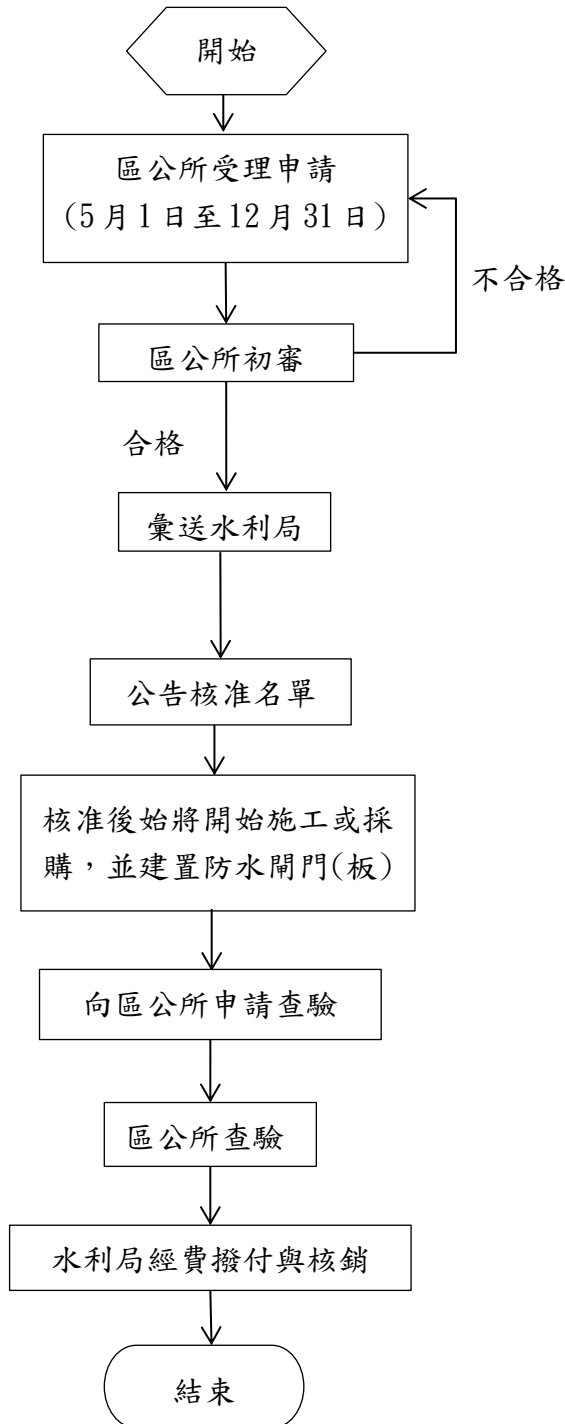 開始
區公所受理申請
(5月1日至12月31日)
不合格
區公所初審
合格
彙送水利局
公告核准名單
核准後始將開始施工或採
購，並建置防水閘門(板)
向區公所申請查驗
區公所查驗
水利局經費撥付與核銷
結束